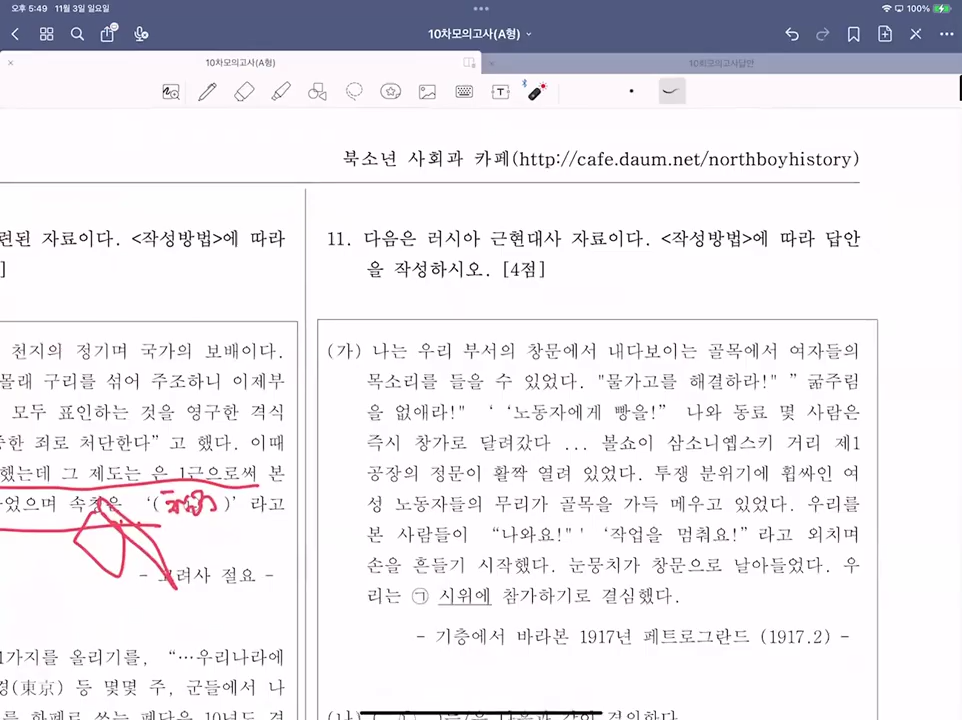 오후 5:49 11월 3일 일요일
100%
10차모의고사(A형)
10차모의고사(A형)
10회모의고사답안
북소년 사회과 카페(http://cafe.daum.net/northboyhistory)
련된 자료이다. <작성방법>에 따라
]
천지의 정기며 국가의 보배이다.
몰래 구리를 섞어 주조하니 이제부
모두 표인하는 것을 영구한 격식
중한 죄로 처단한다” 고 했다. 이때
했는데 그 제도는 은 1근으로써 본
었으며 속칭은 ‘( )’ 라고
- 고려사 절요 -
1가지를 올리기를, “…우리나라에
경(東京) 등 몇몇 주, 군들에서 나
11. 다음은 러시아 근현대사 자료이다. <작성방법>에 따라 답안
을 작성하시오. [4점]
(가) 나는 우리 부서의 창문에서 내다보이는 골목에서 여자들의
목소리를 들을 수 있었다. "물가고를 해결하라!" ” 굶주림
을 없애라!" ‘ ‘노동자에게 빵을!” 나와 동료 몇 사람은
즉시 창가로 달려갔다 ... 볼쇼이 삼소니옙스키 거리 제1
공장의 정문이 활짝 열려 있었다. 투쟁 분위기에 휩싸인 여
성 노동자들의 무리가 골목을 가득 메우고 있었다. 우리를
본 사람들이 “나와요!"' ‘작업을 멈춰요!”라고 외치며
손을 흔들기 시작했다. 눈뭉치가 창문으로 날아들었다. 우
리는 ㉠ 시위에 참가하기로 결심했다.
- 기층에서 바라본 1917년 페트로그란드 (1917.2) -